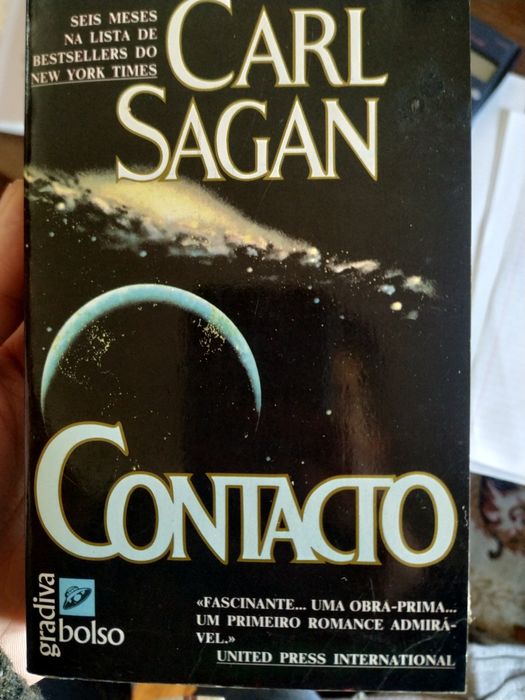 SEIS MESES
NA LISTA DE
BESTSELLERS DO
NEW YORK TIMES
CARL
SAGAN
CONTACTO
gradiva
bolso
«FASCINANTE... UMA OBRA-PRIMA...
UM PRIMEIRO ROMANCE ADMIRÁ-
VEL.»
UNITED PRESS INTERNATIONAL